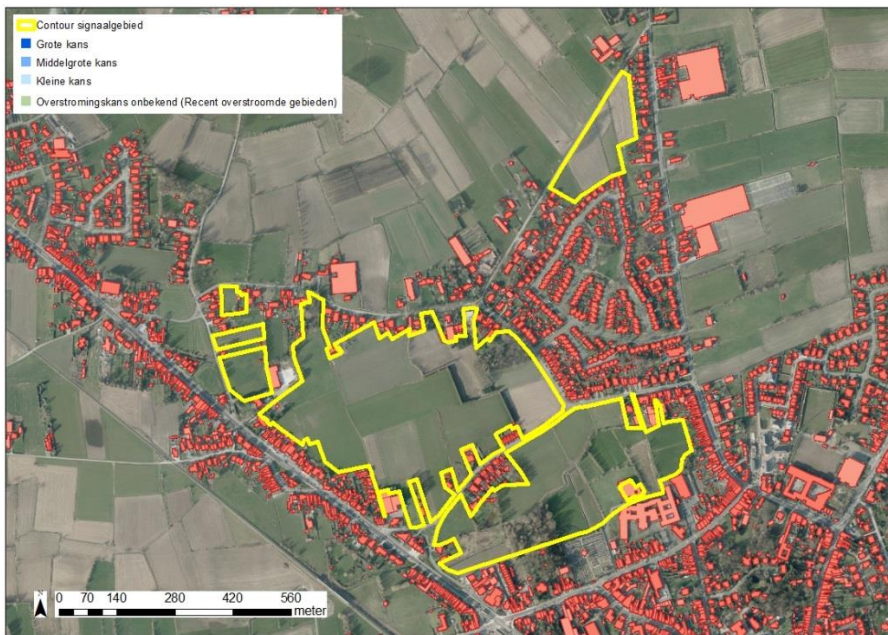 Contour signaalgebied
Grote kans
Middelgrote kans
Kleine kans
Overstromingskans onbekend (Recent overstroomde gebieden)
0 70 140 280 420 560
meter